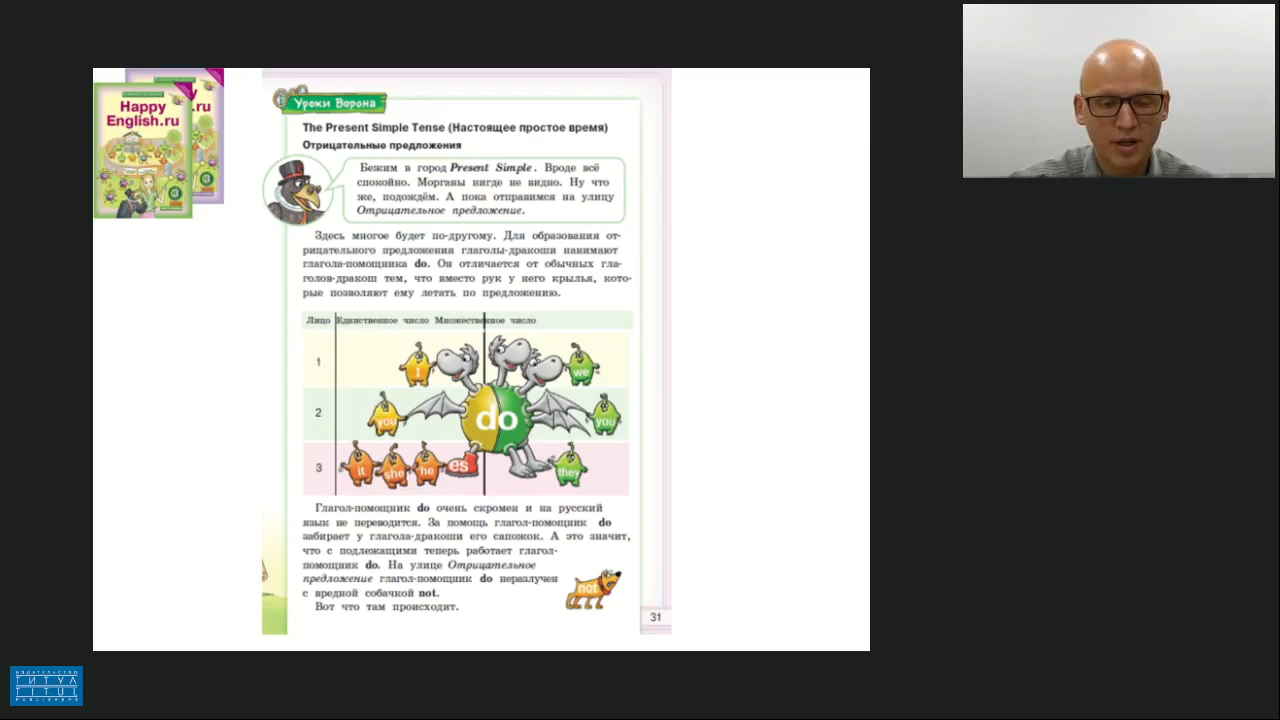 Happy
English.ru
.ru
3
3
Уроки Ворона
The Present Simple Tense (Настоящее простое время)
Отрицательные предложения
Бежим в город Present Simple. Вроде всё
спокойно. Морганы нигде не видно. Ну что
же, подождём. А пока отправимся на улицу
Отрицательное предложение.
Здесь многое будет по-другому. Для образования от-
рицательного предложения глаголы-дракоши нанимают
глагола-помощника do. Он отличается от обычных гла-
голов-дракош тем, что вместо рук у него крылья, кото-
рые позволяют ему летать по предложению.
Лицо Единственное число Множественное число
1 I we
2 you do you
3 it she he es they
Глагол-помощник do очень скромен и на русский
язык не переводится. За помощь глагол-помощник do
забирает у глагола-дракоши его сапожок. А это значит,
что с подлежащими теперь работает глагол-
помощник do. На улице Отрицательное
предложение глагол-помощник do неразлучен
с вредной собачкой not.
Вот что там происходит.
not
31
ИЗДАТЕЛЬСТВО
ТИТУЛ
TITUL
PUBLISHERS